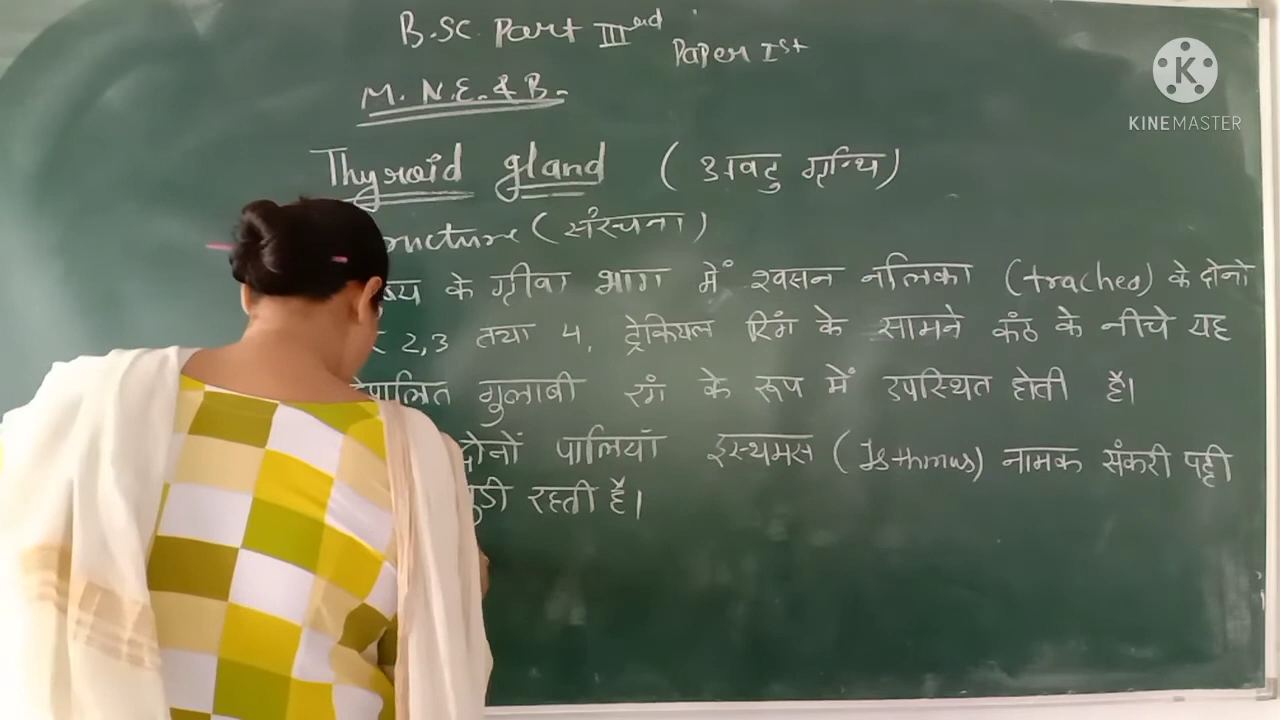 B.SC. Part IIIrd
Paper Ist
M. N.E. & B.
Thyroid gland (अवटु ग्रन्थि)
ructure (संरचना)
ष्य के ग्रीवा भाग में श्वसन नलिका (trachea) के दोनो
2,3 तथा 4, ट्रेकियल रिंग के सामने कंठ के नीचे यह
पालित गुलाबी रंग के रूप में उपस्थित होती है।
दोनों पालियाँ इस्थमस (Isthmus) नामक संकरी पट्टी
जुडी रहती हैं।
KINEMASTER